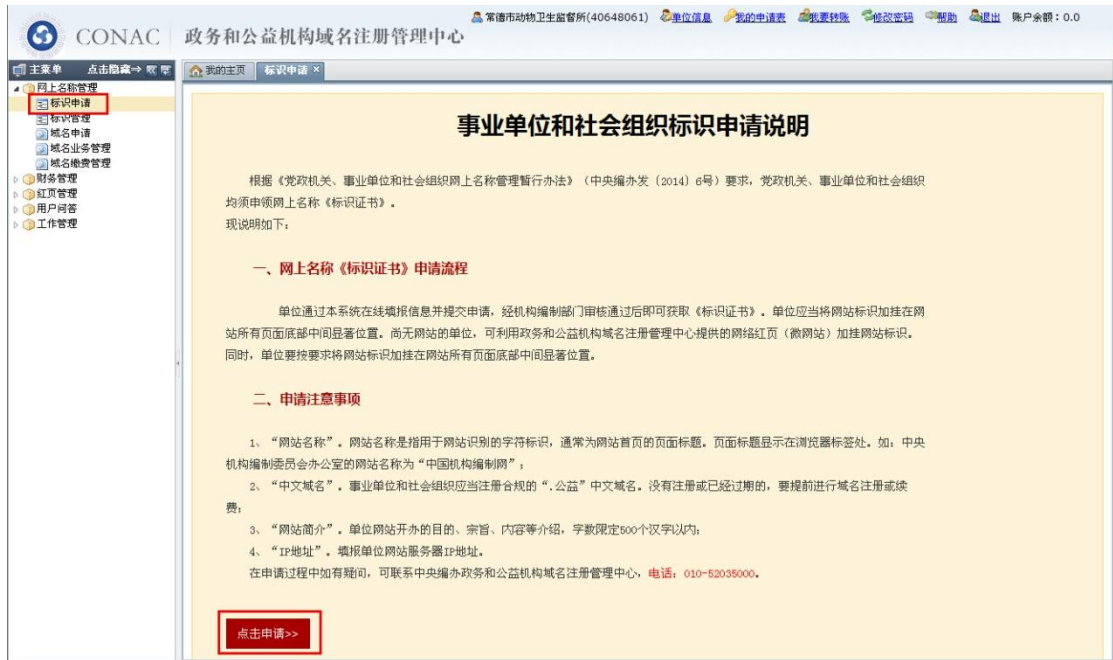 常德市动物卫生监督所(40648061) 单位信息 我的申请表 我要转账 修改密码 帮助 退出 账户余额：0.0
CONAC 政务和公益机构域名注册管理中心
主菜单 点击隐藏⇒
我的主页 标识申请 ×
网上名称管理
标识申请
标识管理
域名申请
域名业务管理
域名缴费管理
财务管理
红页管理
用户问答
工作管理
事业单位和社会组织标识申请说明
根据《党政机关、事业单位和社会组织网上名称管理暂行办法》（中央编办发〔2014〕6号）要求，党政机关、事业单位和社会组织
均须申领网上名称《标识证书》。
现说明如下：
一、网上名称《标识证书》申请流程
单位通过本系统在线填报信息并提交申请，经机构编制部门审核通过后即可获取《标识证书》。单位应当将网站标识加挂在网
站所有页面底部中间显著位置。尚无网站的单位，可利用政务和公益机构域名注册管理中心提供的网络红页（微网站）加挂网站标识。
同时，单位要按要求将网站标识加挂在网站所有页面底部中间显著位置。
二、申请注意事项
1、“网站名称”。网站名称是指用于网站识别的字符标识，通常为网站首页的页面标题。页面标题显示在浏览器标签处。如：中央
机构编制委员会办公室的网站名称为“中国机构编制网”；
2、“中文域名”。事业单位和社会组织应当注册合规的“.公益”中文域名。没有注册或已经过期的，要提前进行域名注册或续
费；
3、“网站简介”。单位网站开办的目的、宗旨、内容等介绍，字数限定500个汉字以内；
4、“IP地址”。填报单位网站服务器IP地址。
在申请过程中如有疑问，可联系中央编办政务和公益机构域名注册管理中心，电话：010-52035000。
点击申请>>